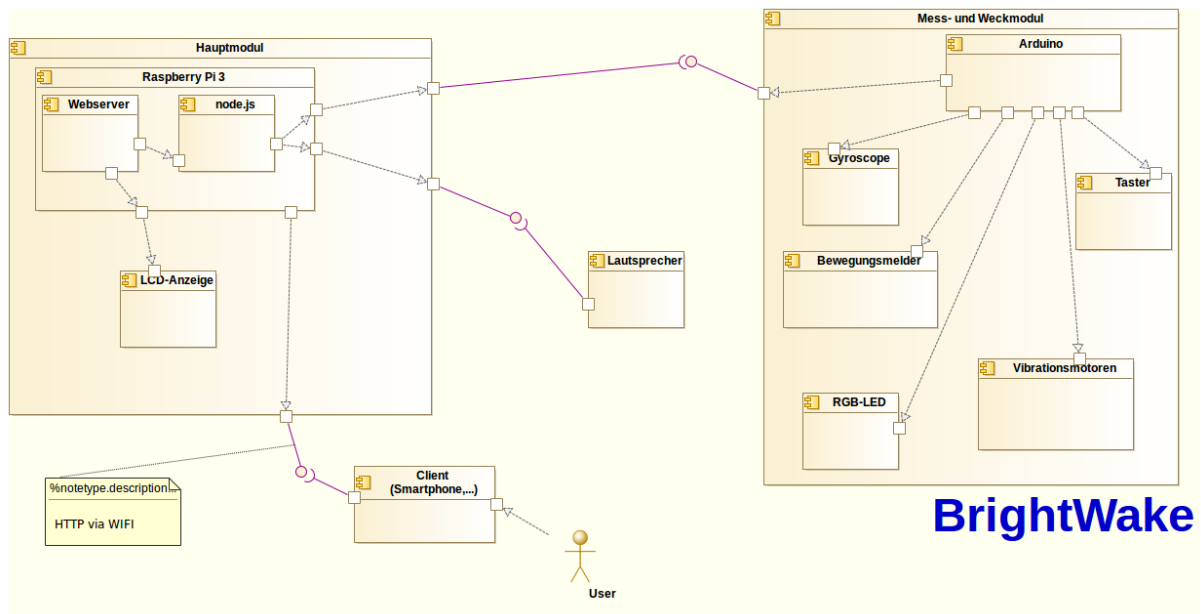 Hauptmodul
Raspberry Pi 3
Webserver
node.js
LCD-Anzeige
Lautsprecher
Mess- und Weckmodul
Arduino
Gyroscope
Taster
Bewegungsmelder
Vibrationsmotoren
RGB-LED
%notetype.description...
HTTP via WIFI
Client
(Smartphone,...)
User
BrightWake